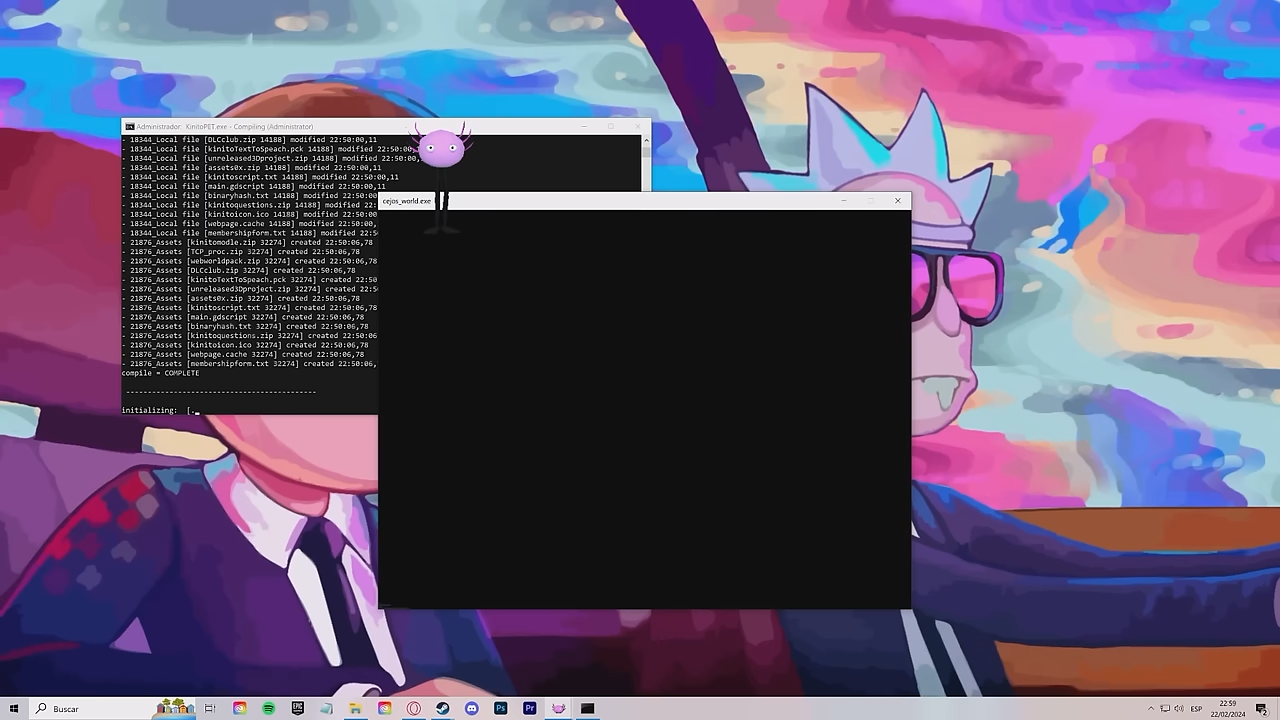 Administrador: KinitoPET.exe - Compiling (Administrator)
- 18344_Local file [DLCclub.zip 14188] modified 22:50:00,11
- 18344_Local file [kinitoTextToSpeach.pck 14188] modified 22:50:00,
- 18344_Local file [unreleased3Dproject.zip 14188] modified 22:50:00,
- 18344_Local file [assets0x.zip 14188] modified 22:50:00,11
- 18344_Local file [kinitoscript.txt 14188] modified 22:50:00,11
- 18344_Local file [main.gdscript 14188] modified 22:50:00,11
- 18344_Local file [binaryhash.txt 14188] modified 22:50:00
- 18344_Local file [kinitoquestions.zip 14188] modified 2
- 18344_Local file [kinitoicon.ico 14188] modified 22:50:00
- 18344_Local file [webpage.cache 14188] modified 22:50:00,
- 18344_Local file [membershipform.txt 14188] modified 22:5
- 21876_Assets [kinitomodle.zip 32274] created 22:50:06,78
- 21876_Assets [TCP_proc.zip 32274] created 22:50:06,78
- 21876_Assets [webworldpack.zip 32274] created 22:50:06,78
- 21876_Assets [DLCclub.zip 32274] created 22:50:06,78
- 21876_Assets [kinitoTextToSpeach.pck 32274] created 22:50
- 21876_Assets [unreleased3Dproject.zip 32274] created 22:5
- 21876_Assets [assets0x.zip 32274] created 22:50:06,78
- 21876_Assets [kinitoscript.txt 32274] created 22:50:06,78
- 21876_Assets [main.gdscript 32274] created 22:50:06,78
- 21876_Assets [binaryhash.txt 32274] created 22:50:06,78
- 21876_Assets [kinitoquestions.zip 32274] created 22:50:06
- 21876_Assets [kinitoicon.ico 32274] created 22:50:06,78
- 21876_Assets [webpage.cache 32274] created 22:50:06,78
- 21876_Assets [membershipform.txt 32274] created 22:50:06,
compile = COMPLETE
-------------------------------------------
initializing:  [._
cejos_world.exe
Buscar
EPIC
Ps
Pr
ESP
22:59
22/02/2024